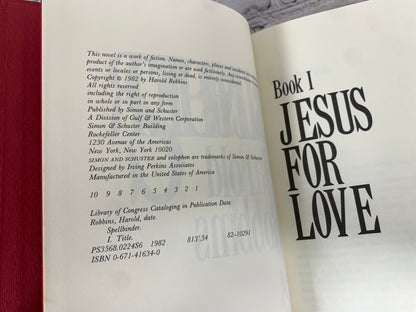 This novel is a work of fiction. Names, characters, places and incidents are
product of the author's imagination or are used fictitiously. Any resemblance
events or locales or persons, living or dead, is entirely coincidental.
Copyright © 1982 by Harold Robbins
All rights reserved
including the right of reproduction
in whole or in part in any form
Published by Simon and Schuster
A Division of Gulf & Western Corporation
Simon & Schuster Building
Rockefeller Center
1230 Avenue of the Americas
New York, New York 10020
SIMON AND SCHUSTER and colophon are trademarks of Simon & Schuster
Designed by Irving Perkins Associates
Manufactured in the United States of America
10 9 8 7 6 5 4 3 2 1
Library of Congress Cataloging in Publication Data
Robbins, Harold, date.
Spellbinder.
I. Title.
PS3568.O224S6 1982 813'.54 82-10291
ISBN 0-671-41634-0
Book I
JESUS
FOR
LOVE